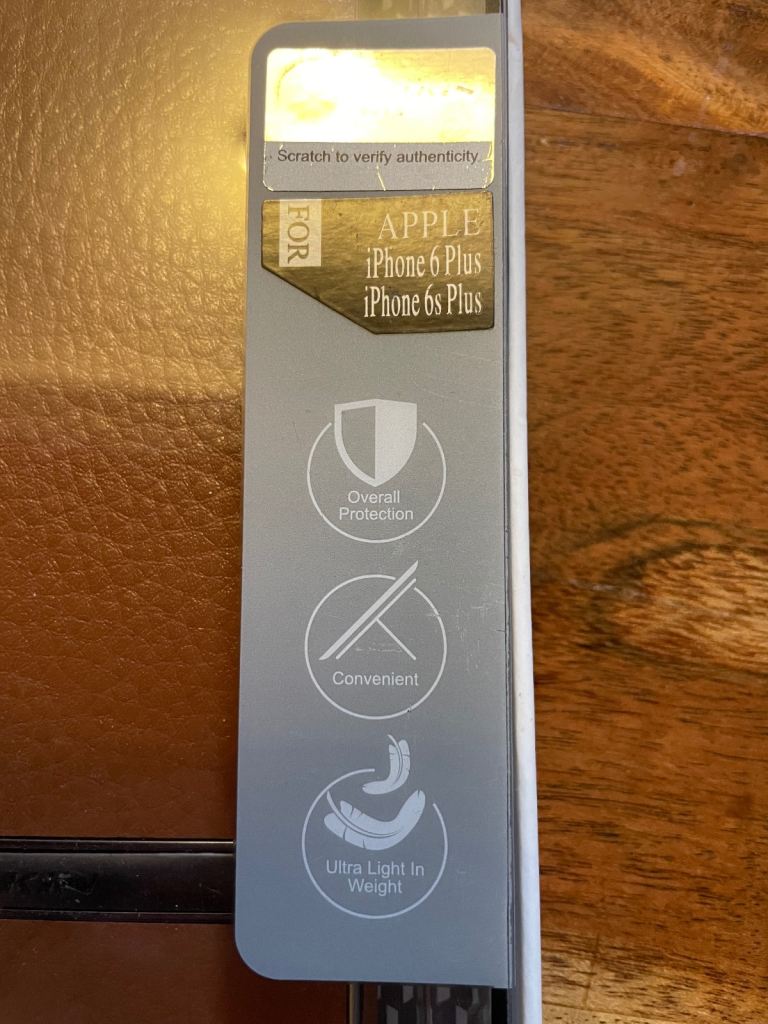 Scratch to verify authenticity
FOR
APPLE
iPhone 6 Plus
iPhone 6s Plus
Overall
Protection
Convenient
Ultra Light In
Weight